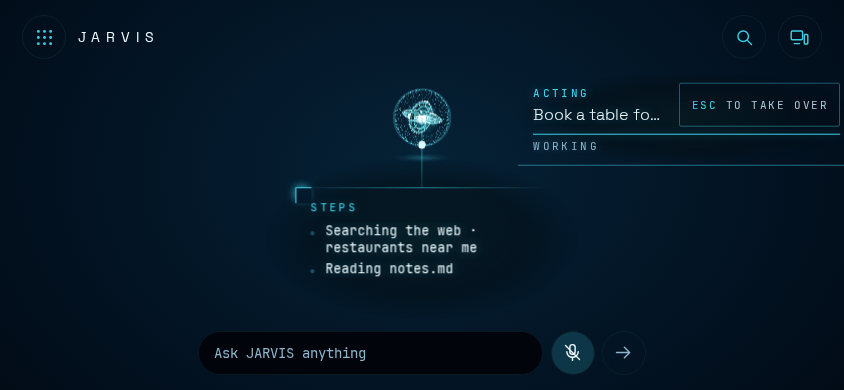 JARVIS
ACTING
Book a table fo…
ESC TO TAKE OVER
WORKING
STEPS
Searching the web ·
restaurants near me
Reading notes.md
Ask JARVIS anything